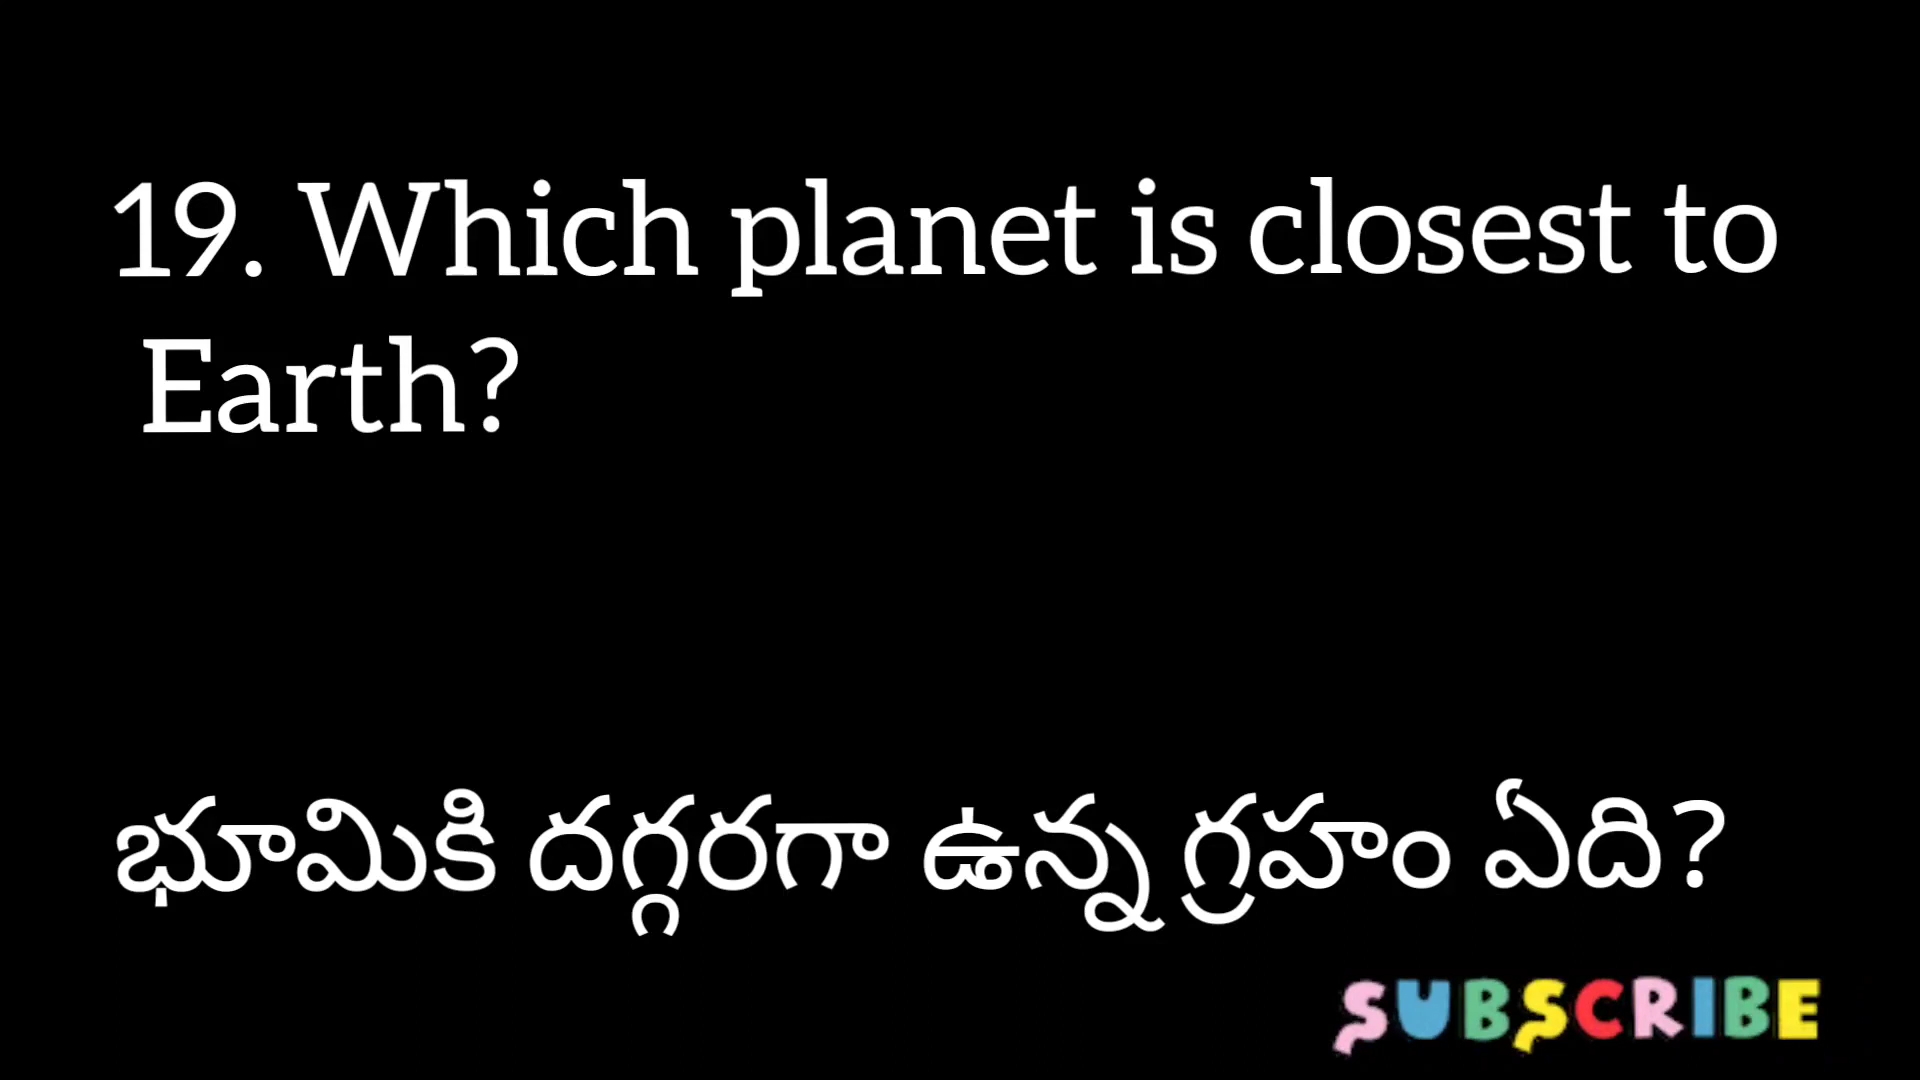 19. Which planet is closest to
Earth?
భూమికి దగ్గరగా ఉన్న గ్రహం ఏది?
SUBSCRIBE